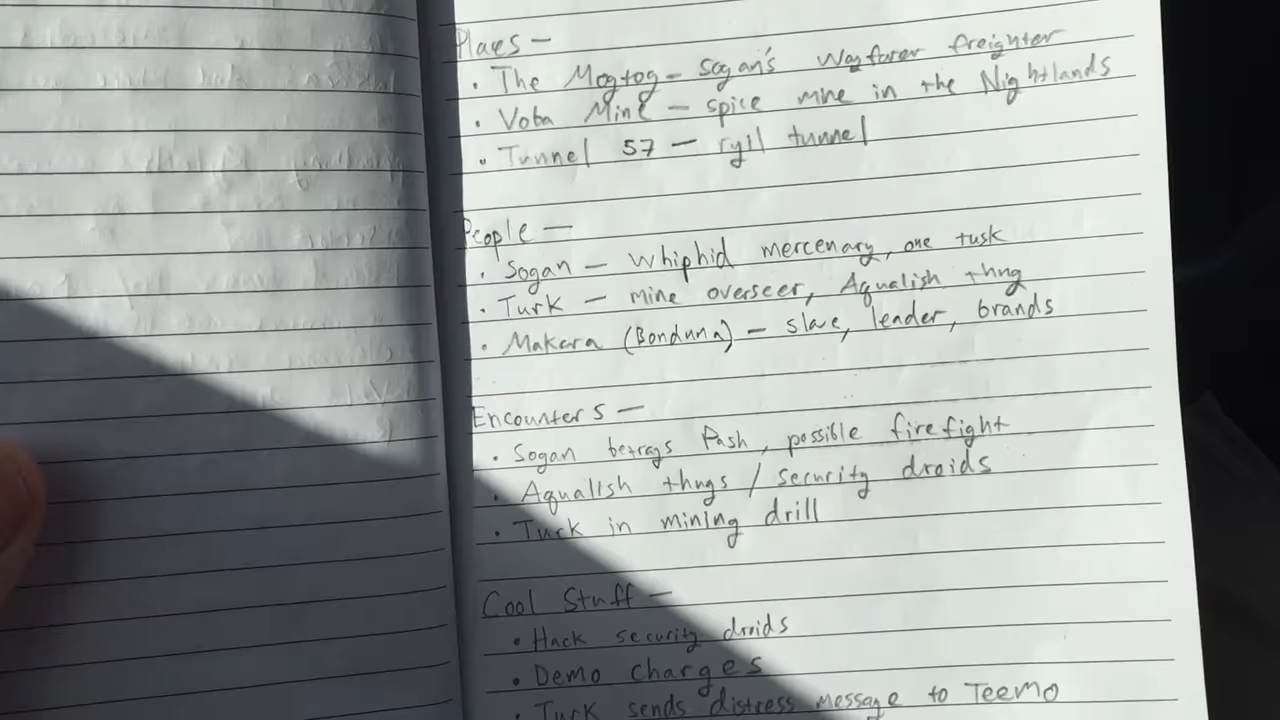 Places -
· The Mogtog - Sogan's Wayfarer freighter
· Voba Mine - spice mine in the Nightlands
· Tunnel 57 - ryll tunnel
People -
· Sogan - Whiphid mercenary, one tusk
· Turk - mine overseer, Aqualish thug
· Makara (Bonduna) - slave, leader, brands
Encounters -
· Sogan betrays Pash, possible firefight
· Aqualish thugs / security droids
· Turk in mining drill
Cool Stuff -
· Hack security droids
· Demo charges
· Turk sends distress message to Teemo